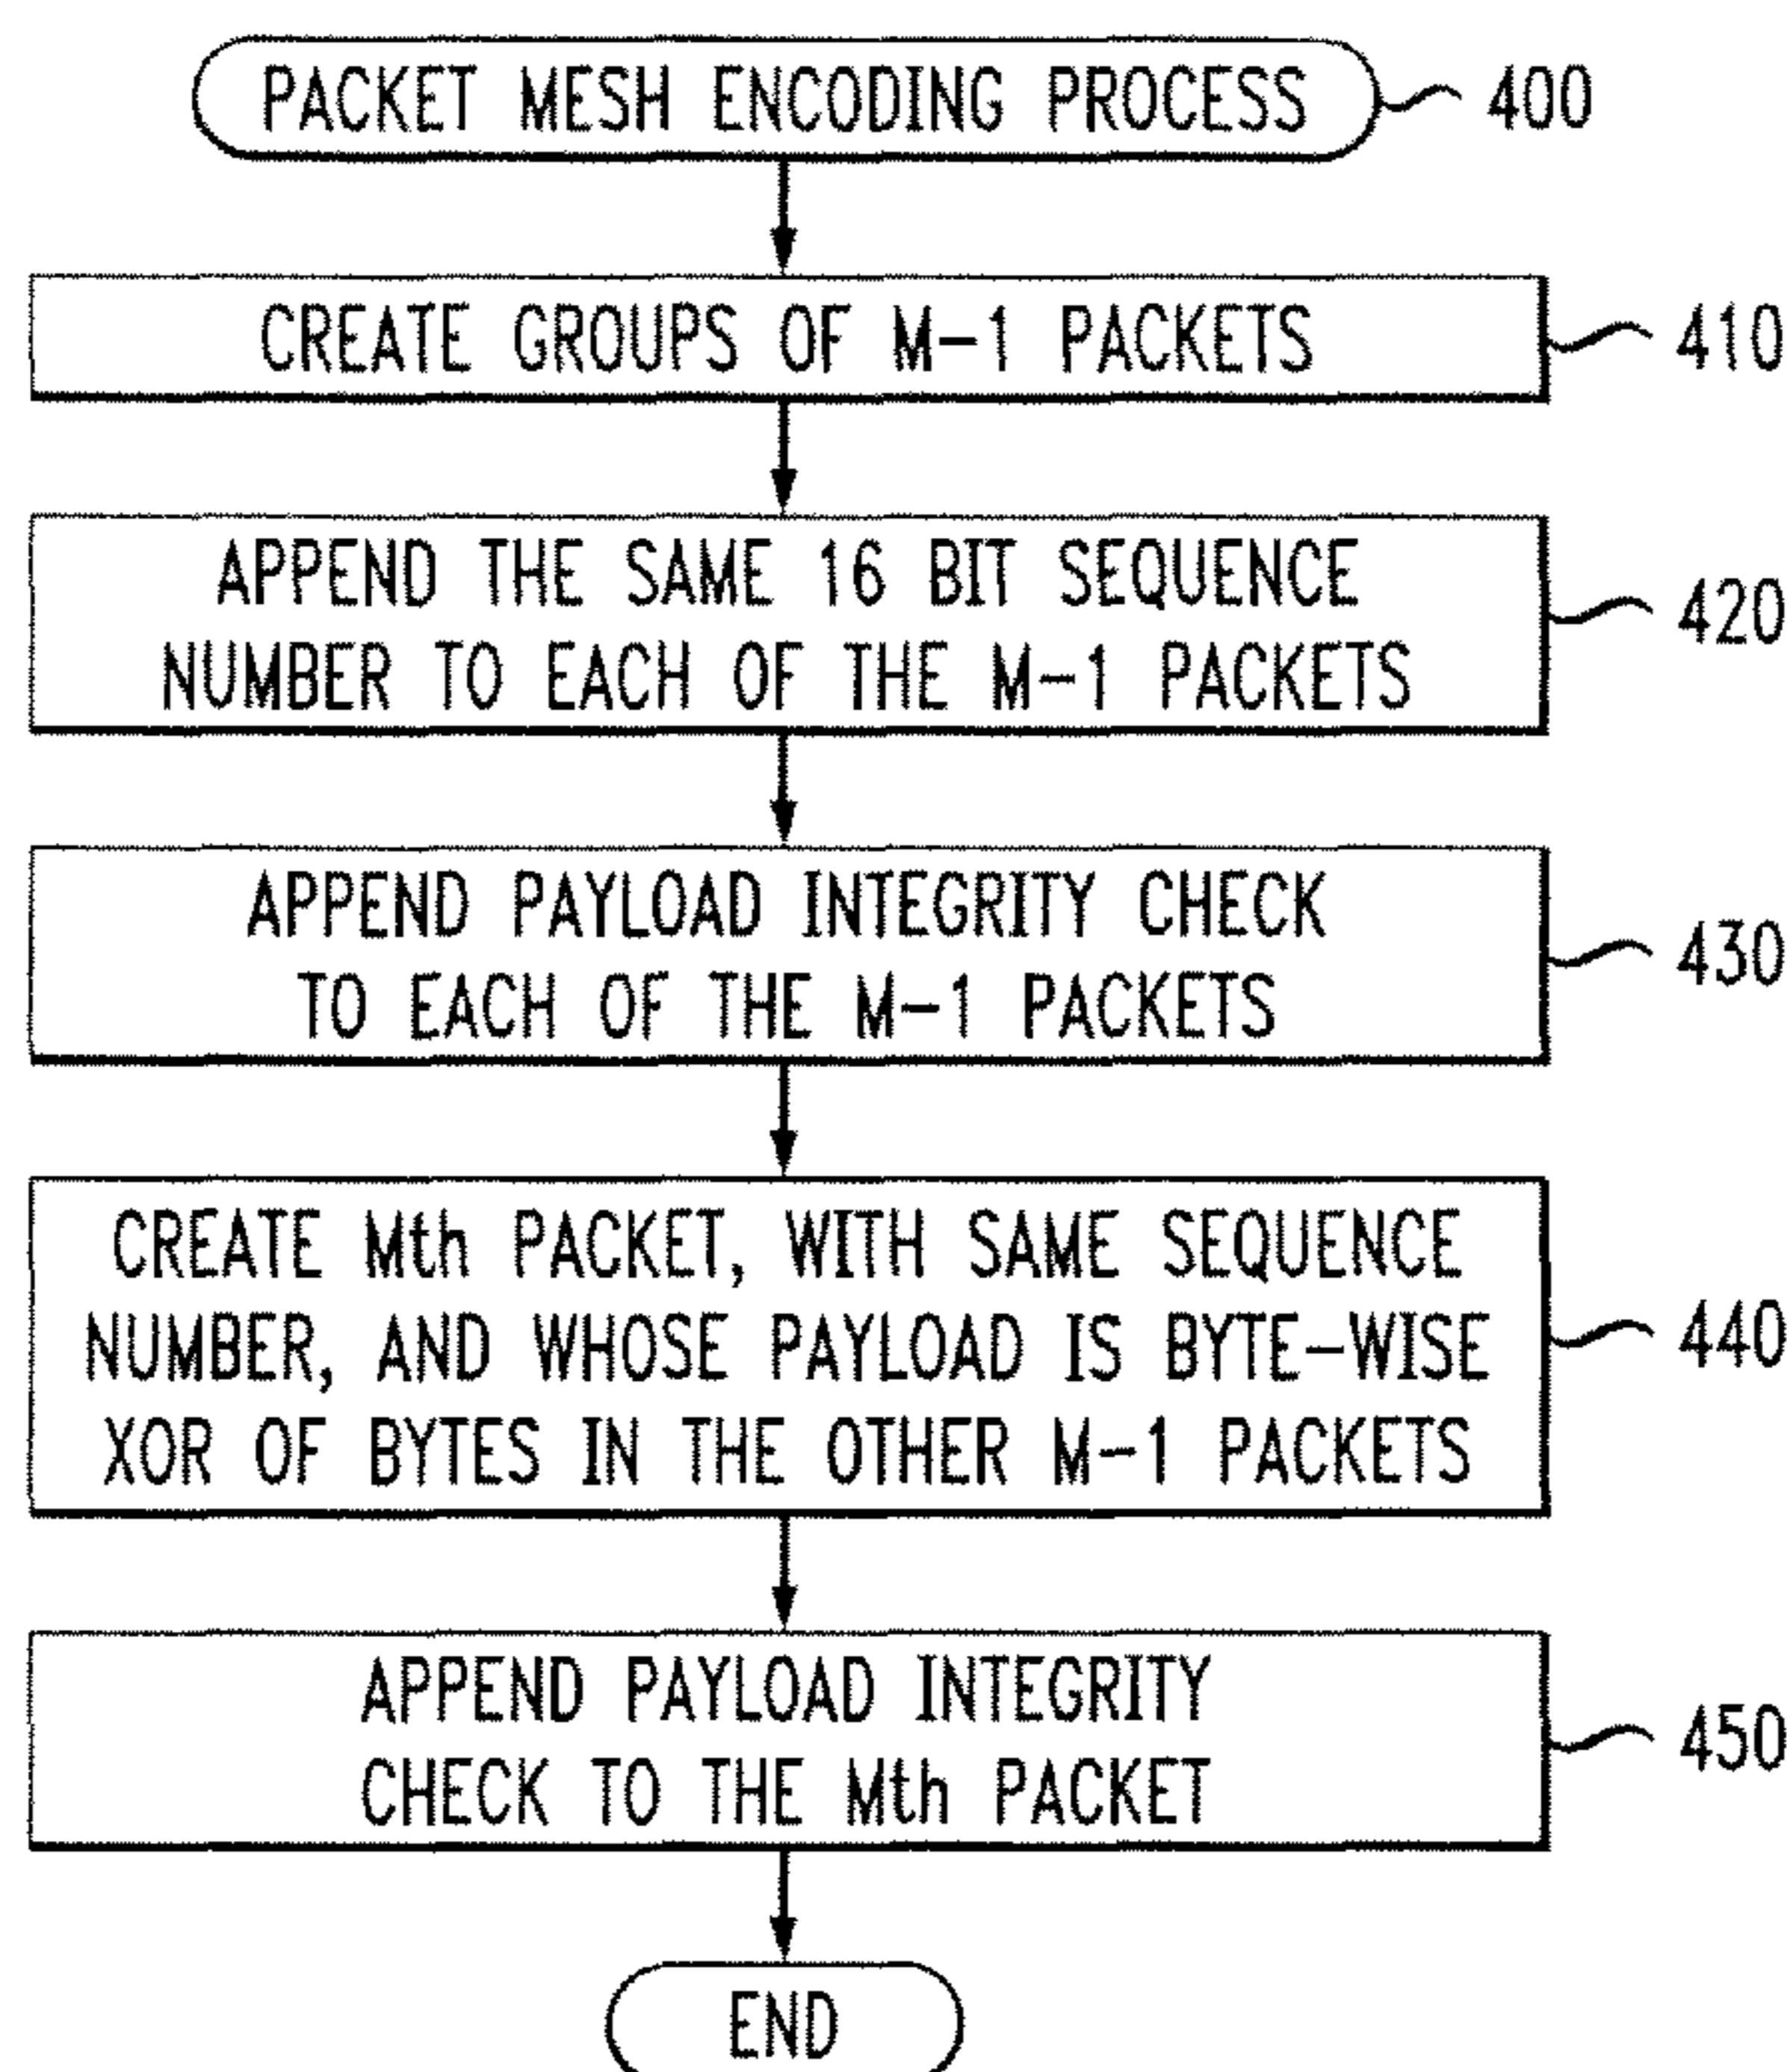 PACKET MESH ENCODING PROCESS
400
CREATE GROUPS OF M-1 PACKETS
410
APPEND THE SAME 16 BIT SEQUENCE
NUMBER TO EACH OF THE M-1 PACKETS
420
APPEND PAYLOAD INTEGRITY CHECK
TO EACH OF THE M-1 PACKETS
430
CREATE Mth PACKET, WITH SAME SEQUENCE
NUMBER, AND WHOSE PAYLOAD IS BYTE-WISE
XOR OF BYTES IN THE OTHER M-1 PACKETS
440
APPEND PAYLOAD INTEGRITY
CHECK TO THE Mth PACKET
450
END